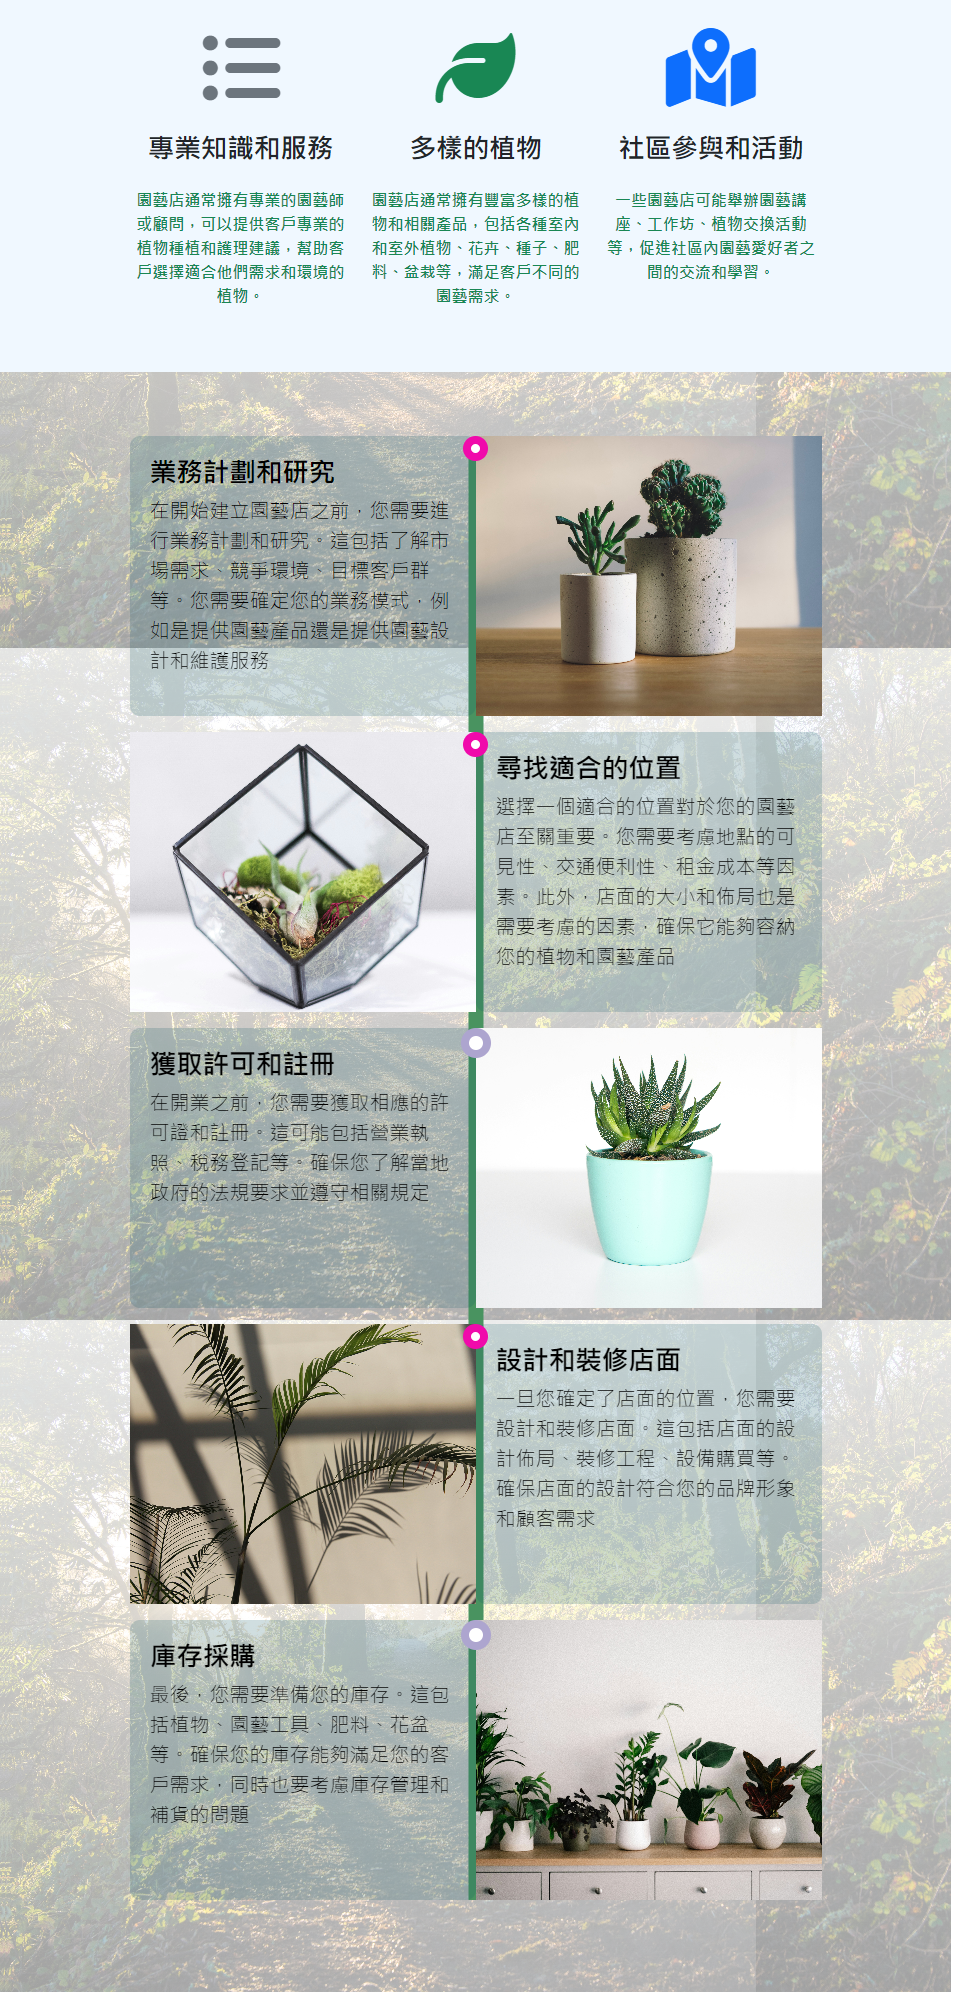 專業知識和服務
園藝店通常擁有專業的園藝師
或顧問，可以提供客戶專業的
植物種植和護理建議，幫助客
戶選擇適合他們需求和環境的
植物。
多樣的植物
園藝店通常擁有豐富多樣的植
物和相關產品，包括各種室內
和室外植物、花卉、種子、肥
料、盆栽等，滿足客戶不同的
園藝需求。
社區參與和活動
一些園藝店可能舉辦園藝講
座、工作坊、植物交換活動
等，促進社區內園藝愛好者之
間的交流和學習。
業務計劃和研究
在開始建立園藝店之前，您需要進
行業務計劃和研究。這包括了解市
場需求、競爭環境、目標客戶群
等。您需要確定您的業務模式，例
如是提供園藝產品還是提供園藝設
計和維護服務
尋找適合的位置
選擇一個適合的位置對於您的園藝
店至關重要。您需要考慮地點的可
見性、交通便利性、租金成本等因
素。此外，店面的大小和佈局也是
需要考慮的因素，確保它能夠容納
您的植物和園藝產品
獲取許可和註冊
在開業之前，您需要獲取相應的許
可證和註冊。這可能包括營業執
照、稅務登記等。確保您了解當地
政府的法規要求並遵守相關規定
設計和裝修店面
一旦您確定了店面的位置，您需要
設計和裝修店面。這包括店面的設
計佈局、裝修工程、設備購買等。
確保店面的設計符合您的品牌形象
和顧客需求
庫存採購
最後，您需要準備您的庫存。這包
括植物、園藝工具、肥料、花盆
等。確保您的庫存能夠滿足您的客
戶需求，同時也要考慮庫存管理和
補貨的問題